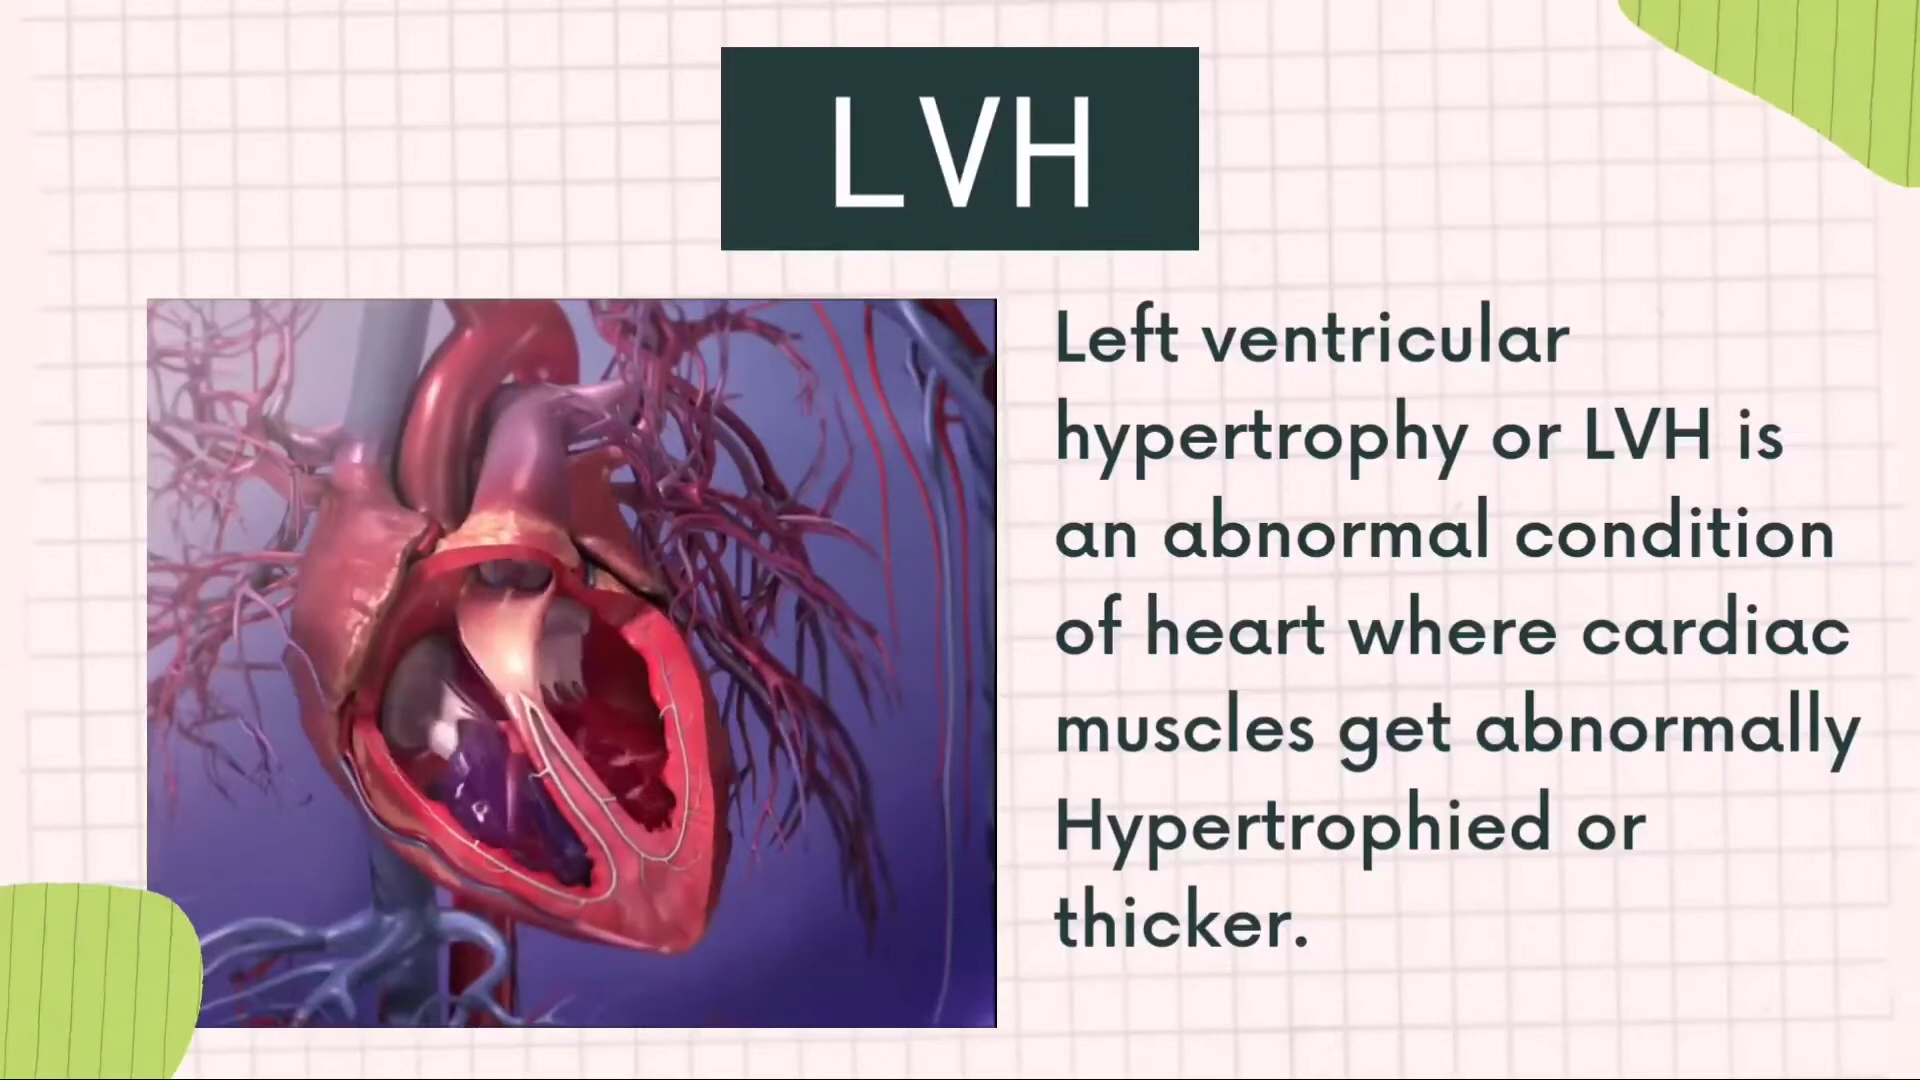 LVH
Left ventricular
hypertrophy or LVH is
an abnormal condition
of heart where cardiac
muscles get abnormally
Hypertrophied or
thicker.